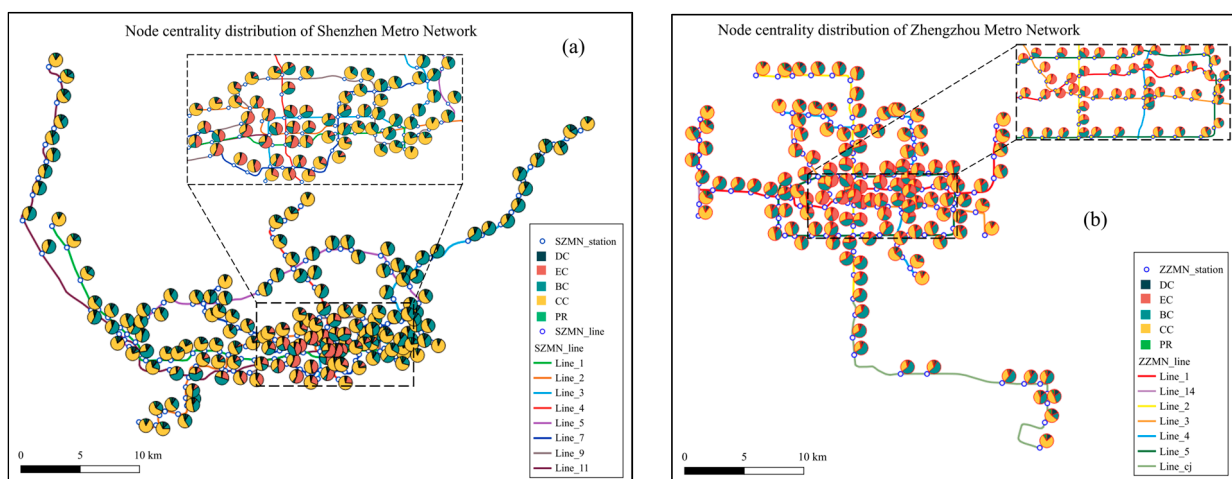 Node centrality distribution of Shenzhen Metro Network
(a)
SZMN_station
DC
EC
BC
CC
PR
SZMN_line
SZMN_line
Line_1
Line_2
Line_3
Line_4
Line_5
Line_7
Line_9
Line_11
0 5 10 km
Node centrality distribution of Zhengzhou Metro Network
(b)
ZZMN_station
DC
EC
BC
CC
PR
ZZMN_line
Line_1
Line_14
Line_2
Line_3
Line_4
Line_5
Line_cj
0 5 10 km